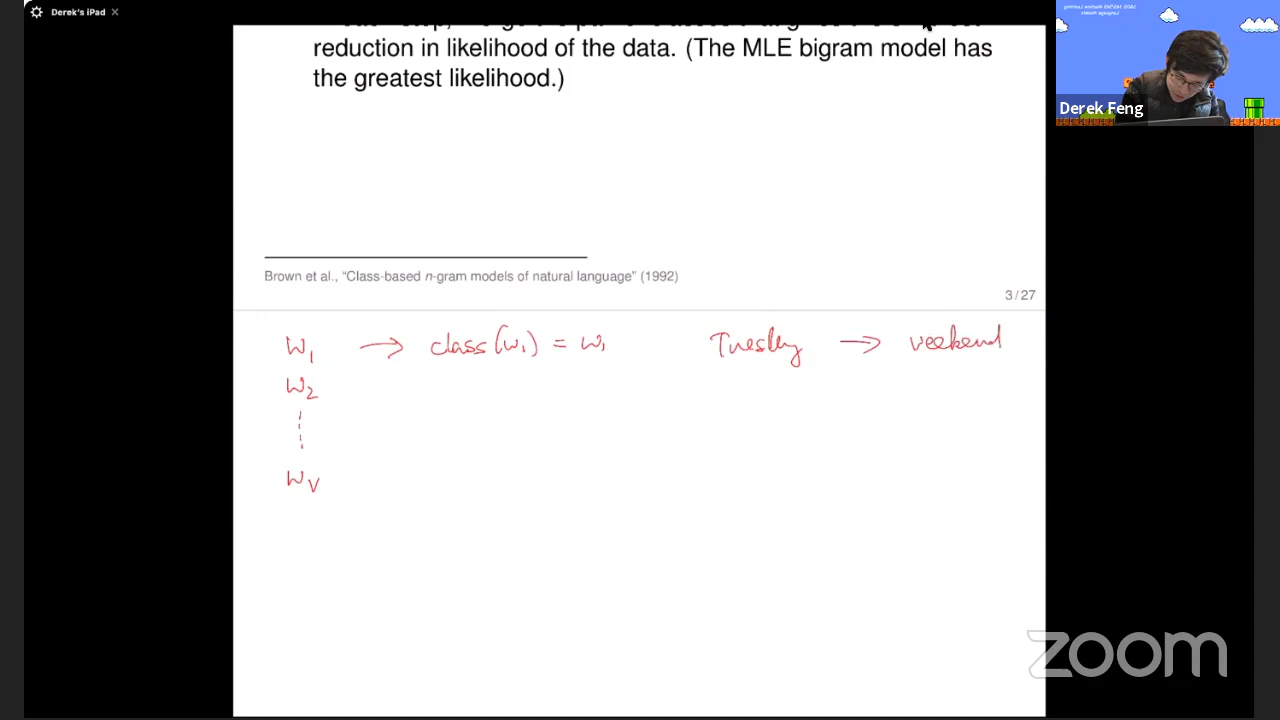 Derek's iPad
reduction in likelihood of the data. (The MLE bigram model has
the greatest likelihood.)
Derek Feng
Brown et al., “Class-based n-gram models of natural language” (1992)
3 / 27
w1 → class(w1) = w1 Tuesday → weekend
w2
wV
zoom